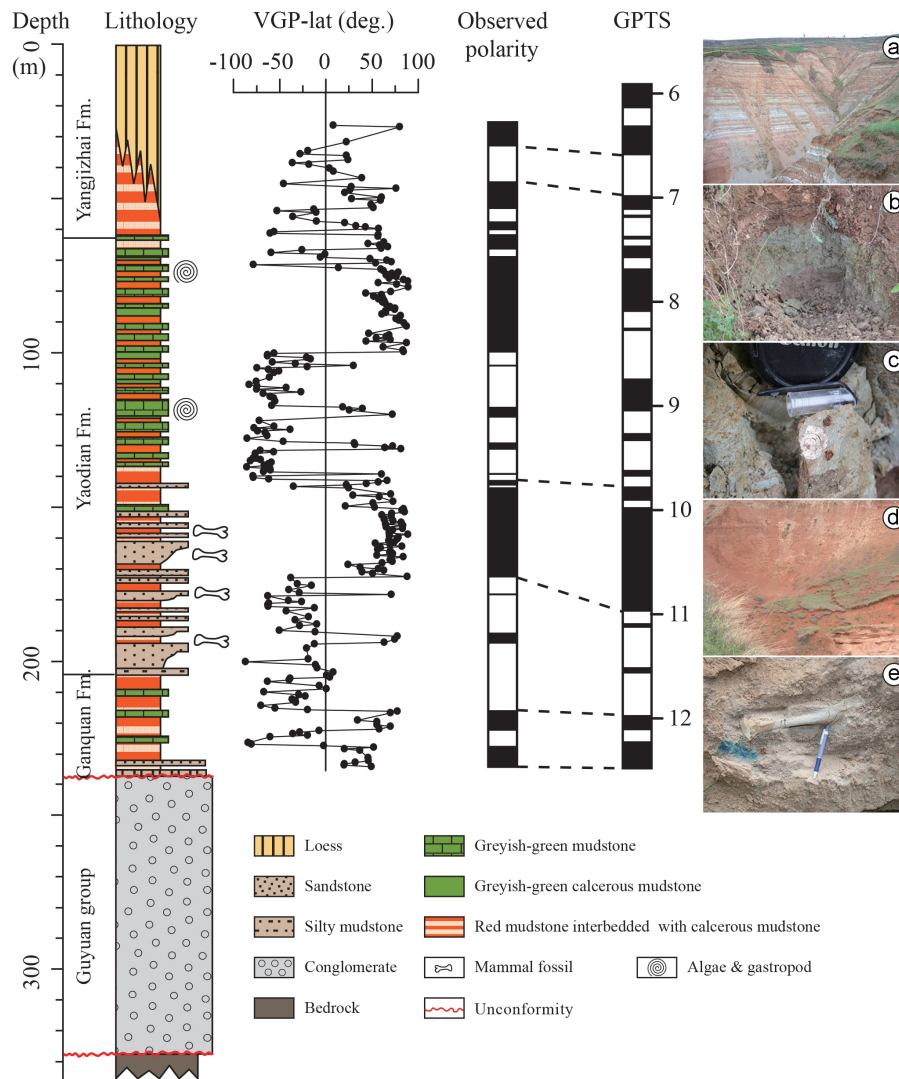 Depth Lithology VGP-lat (deg.) Observed polarity GPTS
(m)
-100 -50 0 50 100
0
100
200
300
Yangjizhai Fm.
Yaodian Fm.
Ganquan Fm.
Guyuan group
6
7
8
9
10
11
12
a
b
c
d
e
Canon
Loess
Sandstone
Silty mudstone
Conglomerate
Bedrock
Greyish-green mudstone
Greyish-green calcerous mudstone
Red mudstone interbedded with calcerous mudstone
Mammal fossil
Unconformity
Algae & gastropod